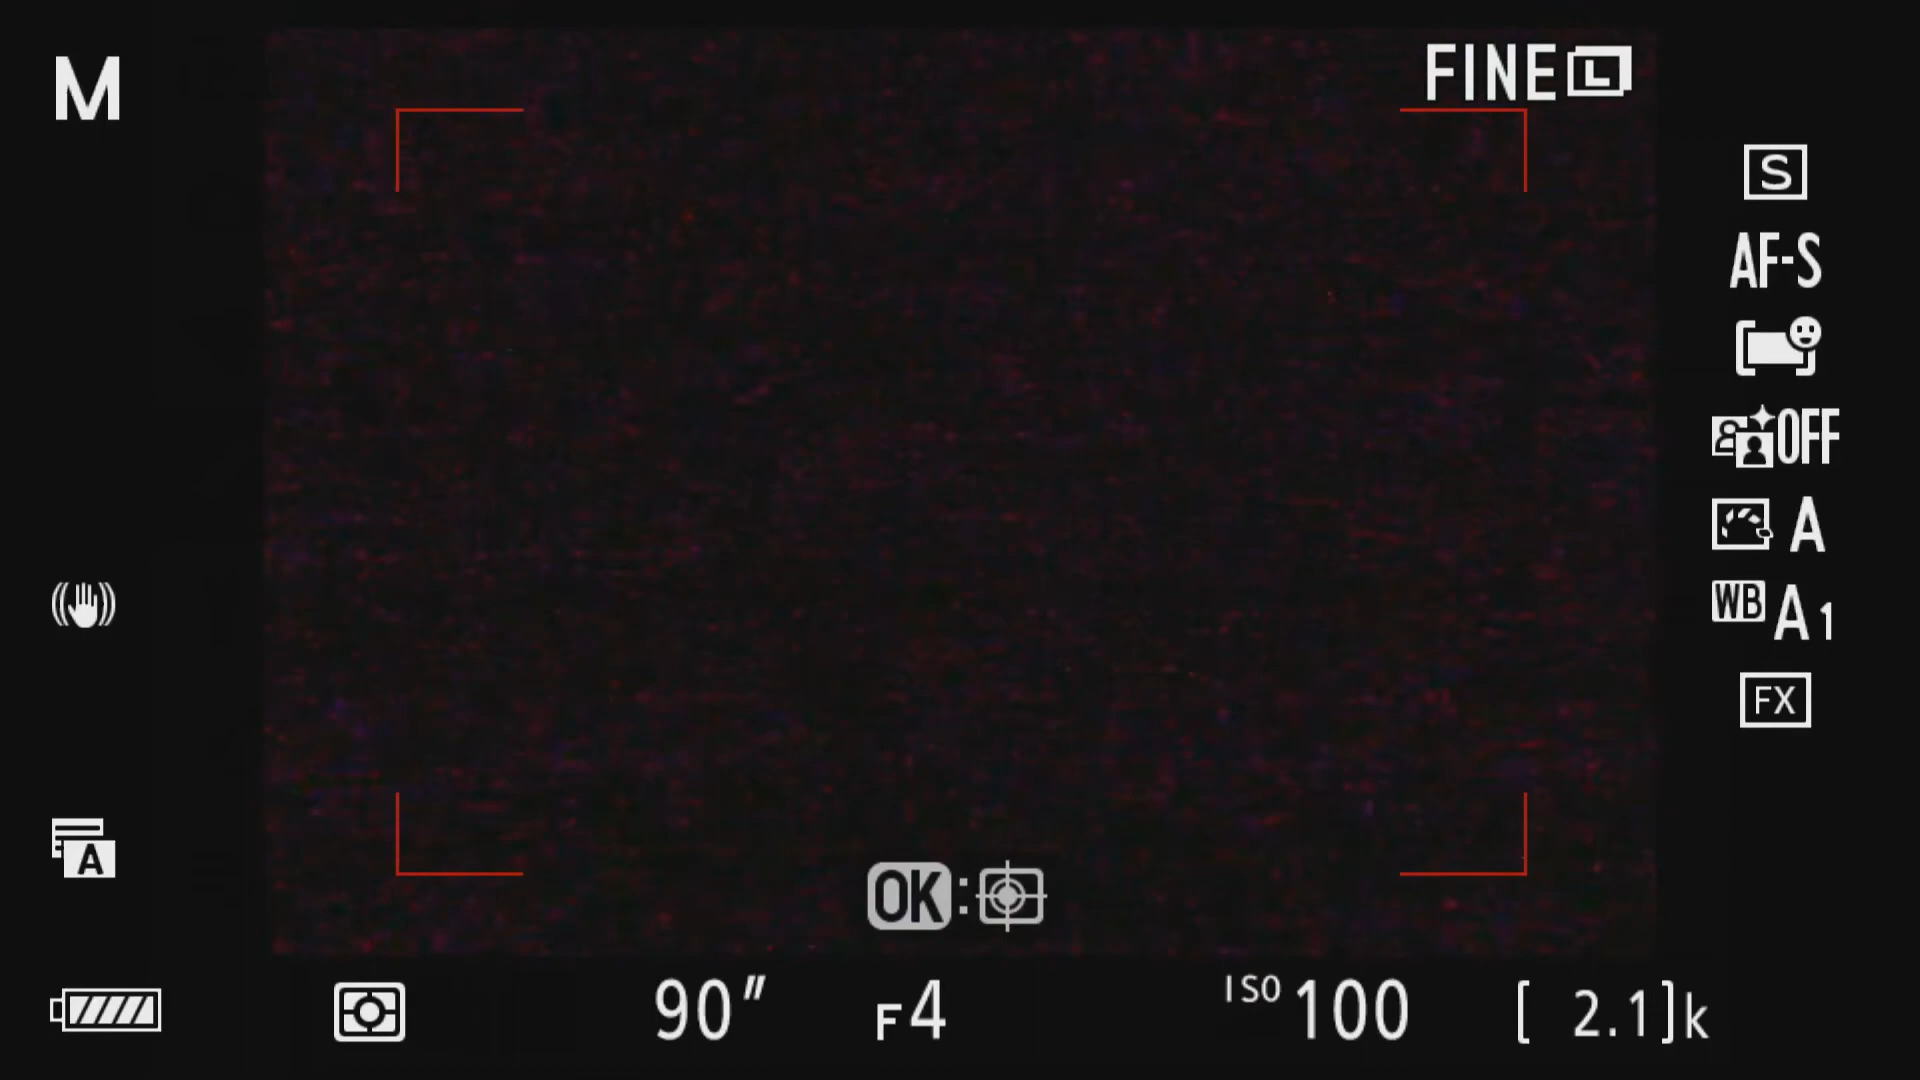 M
FINE L
S
AF-S
OFF
A
WB A1
FX
A
OK:
90" F4 ISO 100 [ 2.1]k